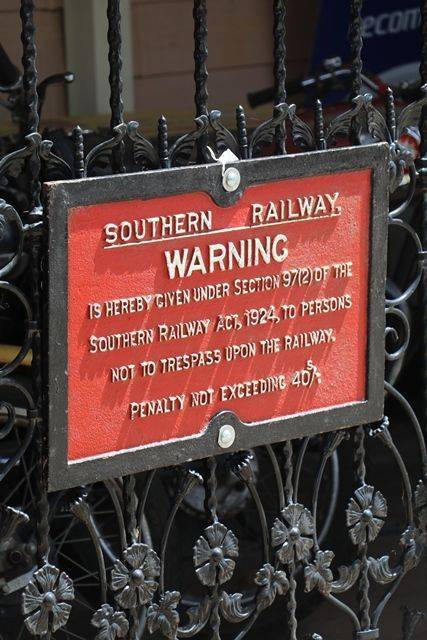 ecom
SOUTHERN RAILWAY.
WARNING
IS HEREBY GIVEN UNDER SECTION 97(2) OF THE
SOUTHERN RAILWAY ACT, 1924, TO PERSONS
NOT TO TRESPASS UPON THE RAILWAY.
PENALTY NOT EXCEEDING 40/S.